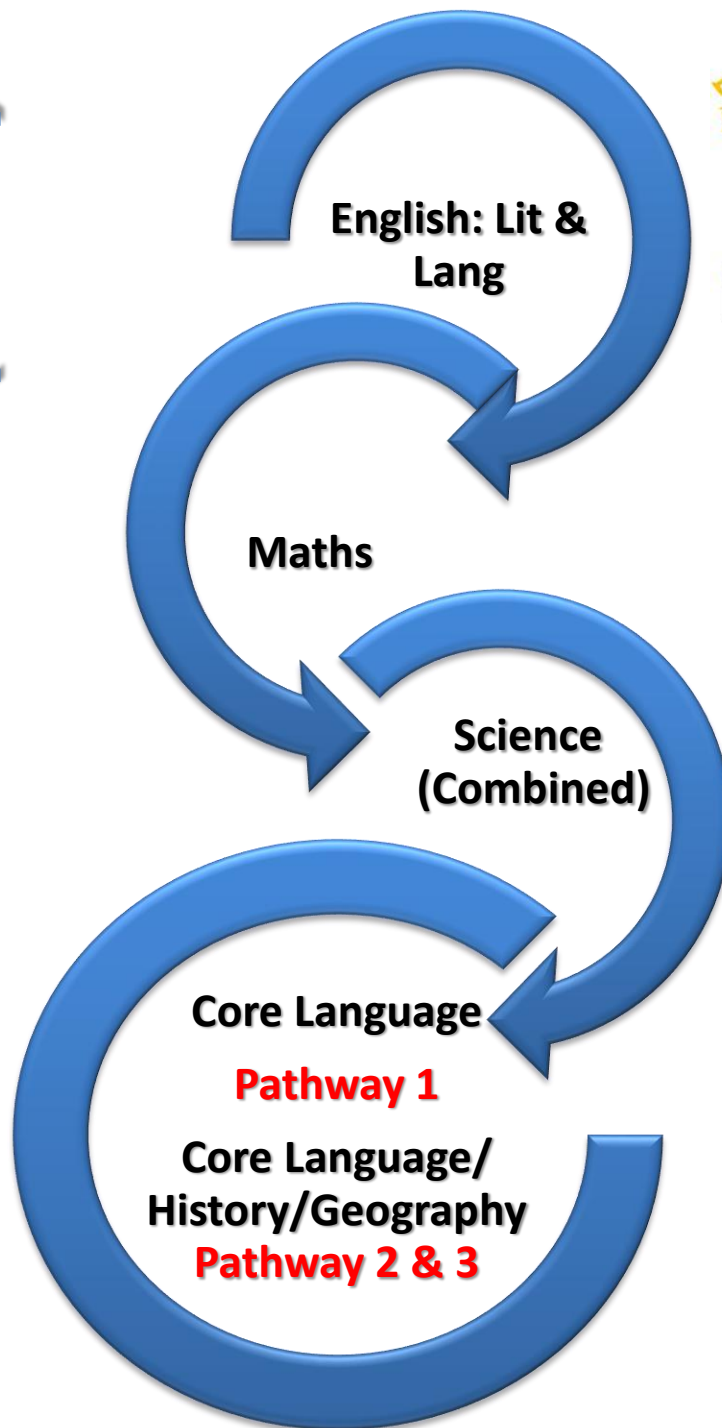 English: Lit &
Lang
Maths
Science
(Combined)
Core Language
Pathway 1
Core Language/
History/Geography
Pathway 2 & 3